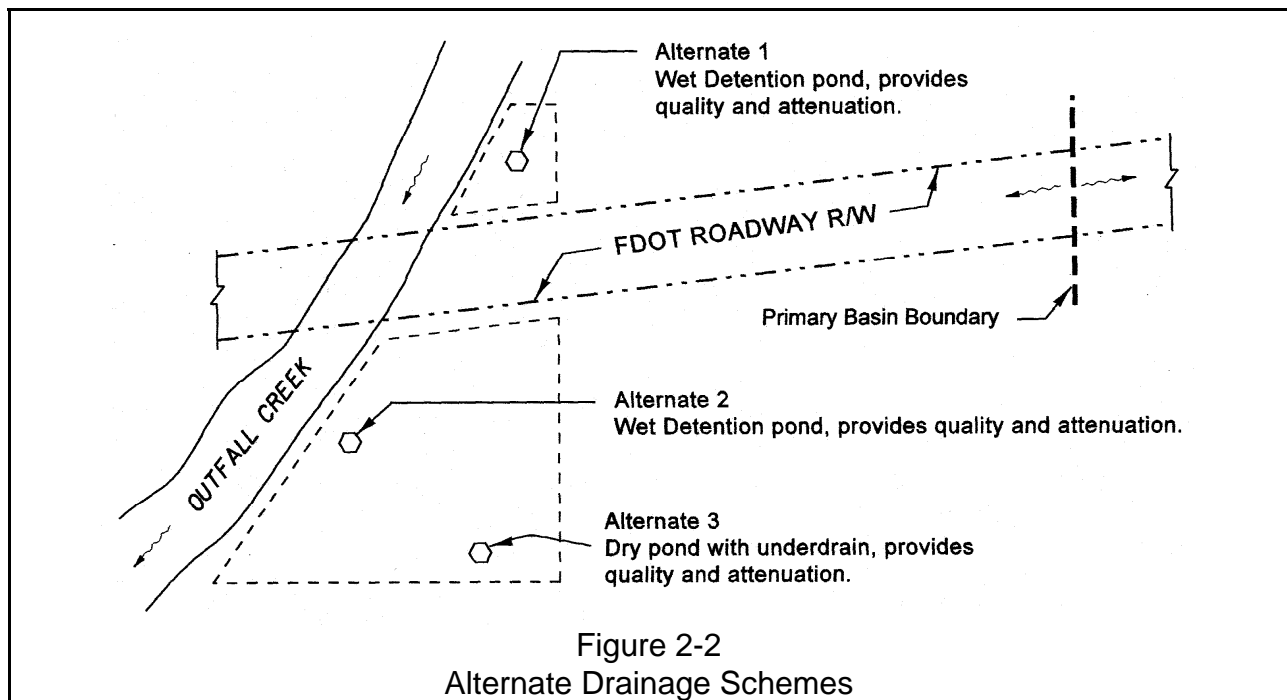 Alternate 1
Wet Detention pond, provides
quality and attenuation.
FDOT ROADWAY R/W
Primary Basin Boundary
OUTFALL CREEK
Alternate 2
Wet Detention pond, provides quality and attenuation.
Alternate 3
Dry pond with underdrain, provides
quality and attenuation.
Figure 2-2
Alternate Drainage Schemes